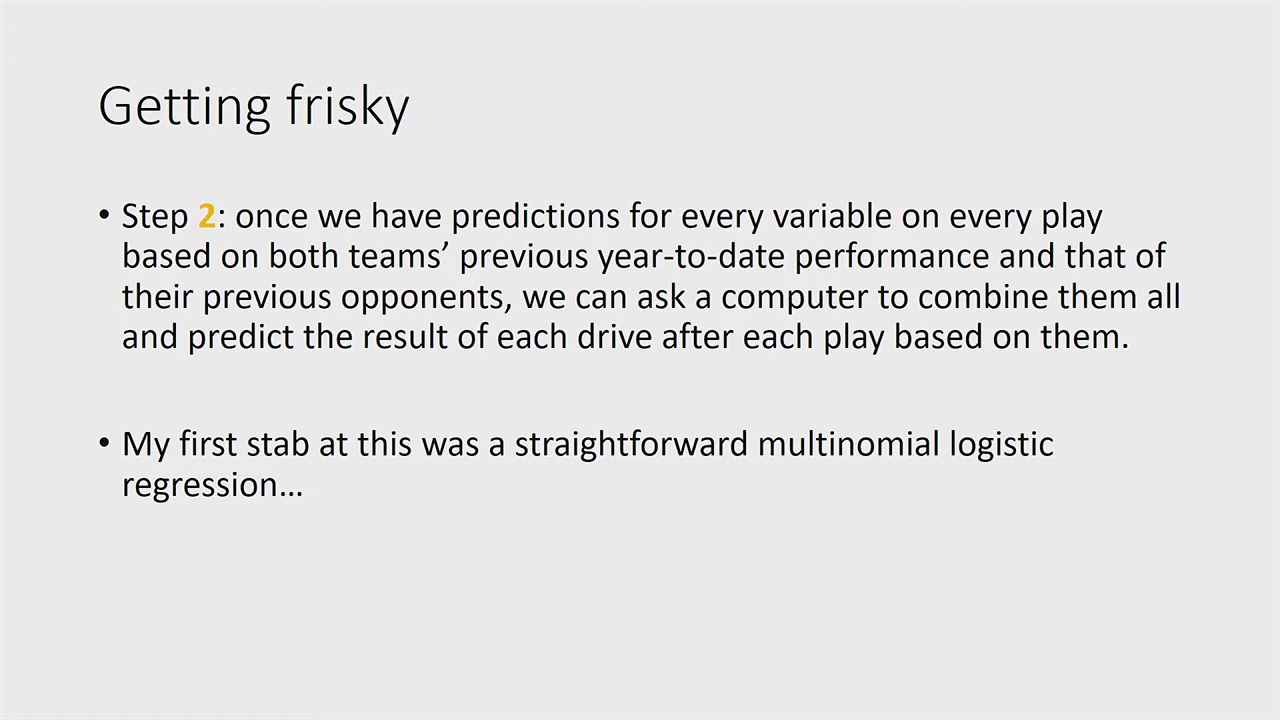 Getting frisky
• Step 2: once we have predictions for every variable on every play
based on both teams’ previous year-to-date performance and that of
their previous opponents, we can ask a computer to combine them all
and predict the result of each drive after each play based on them.
• My first stab at this was a straightforward multinomial logistic
regression…